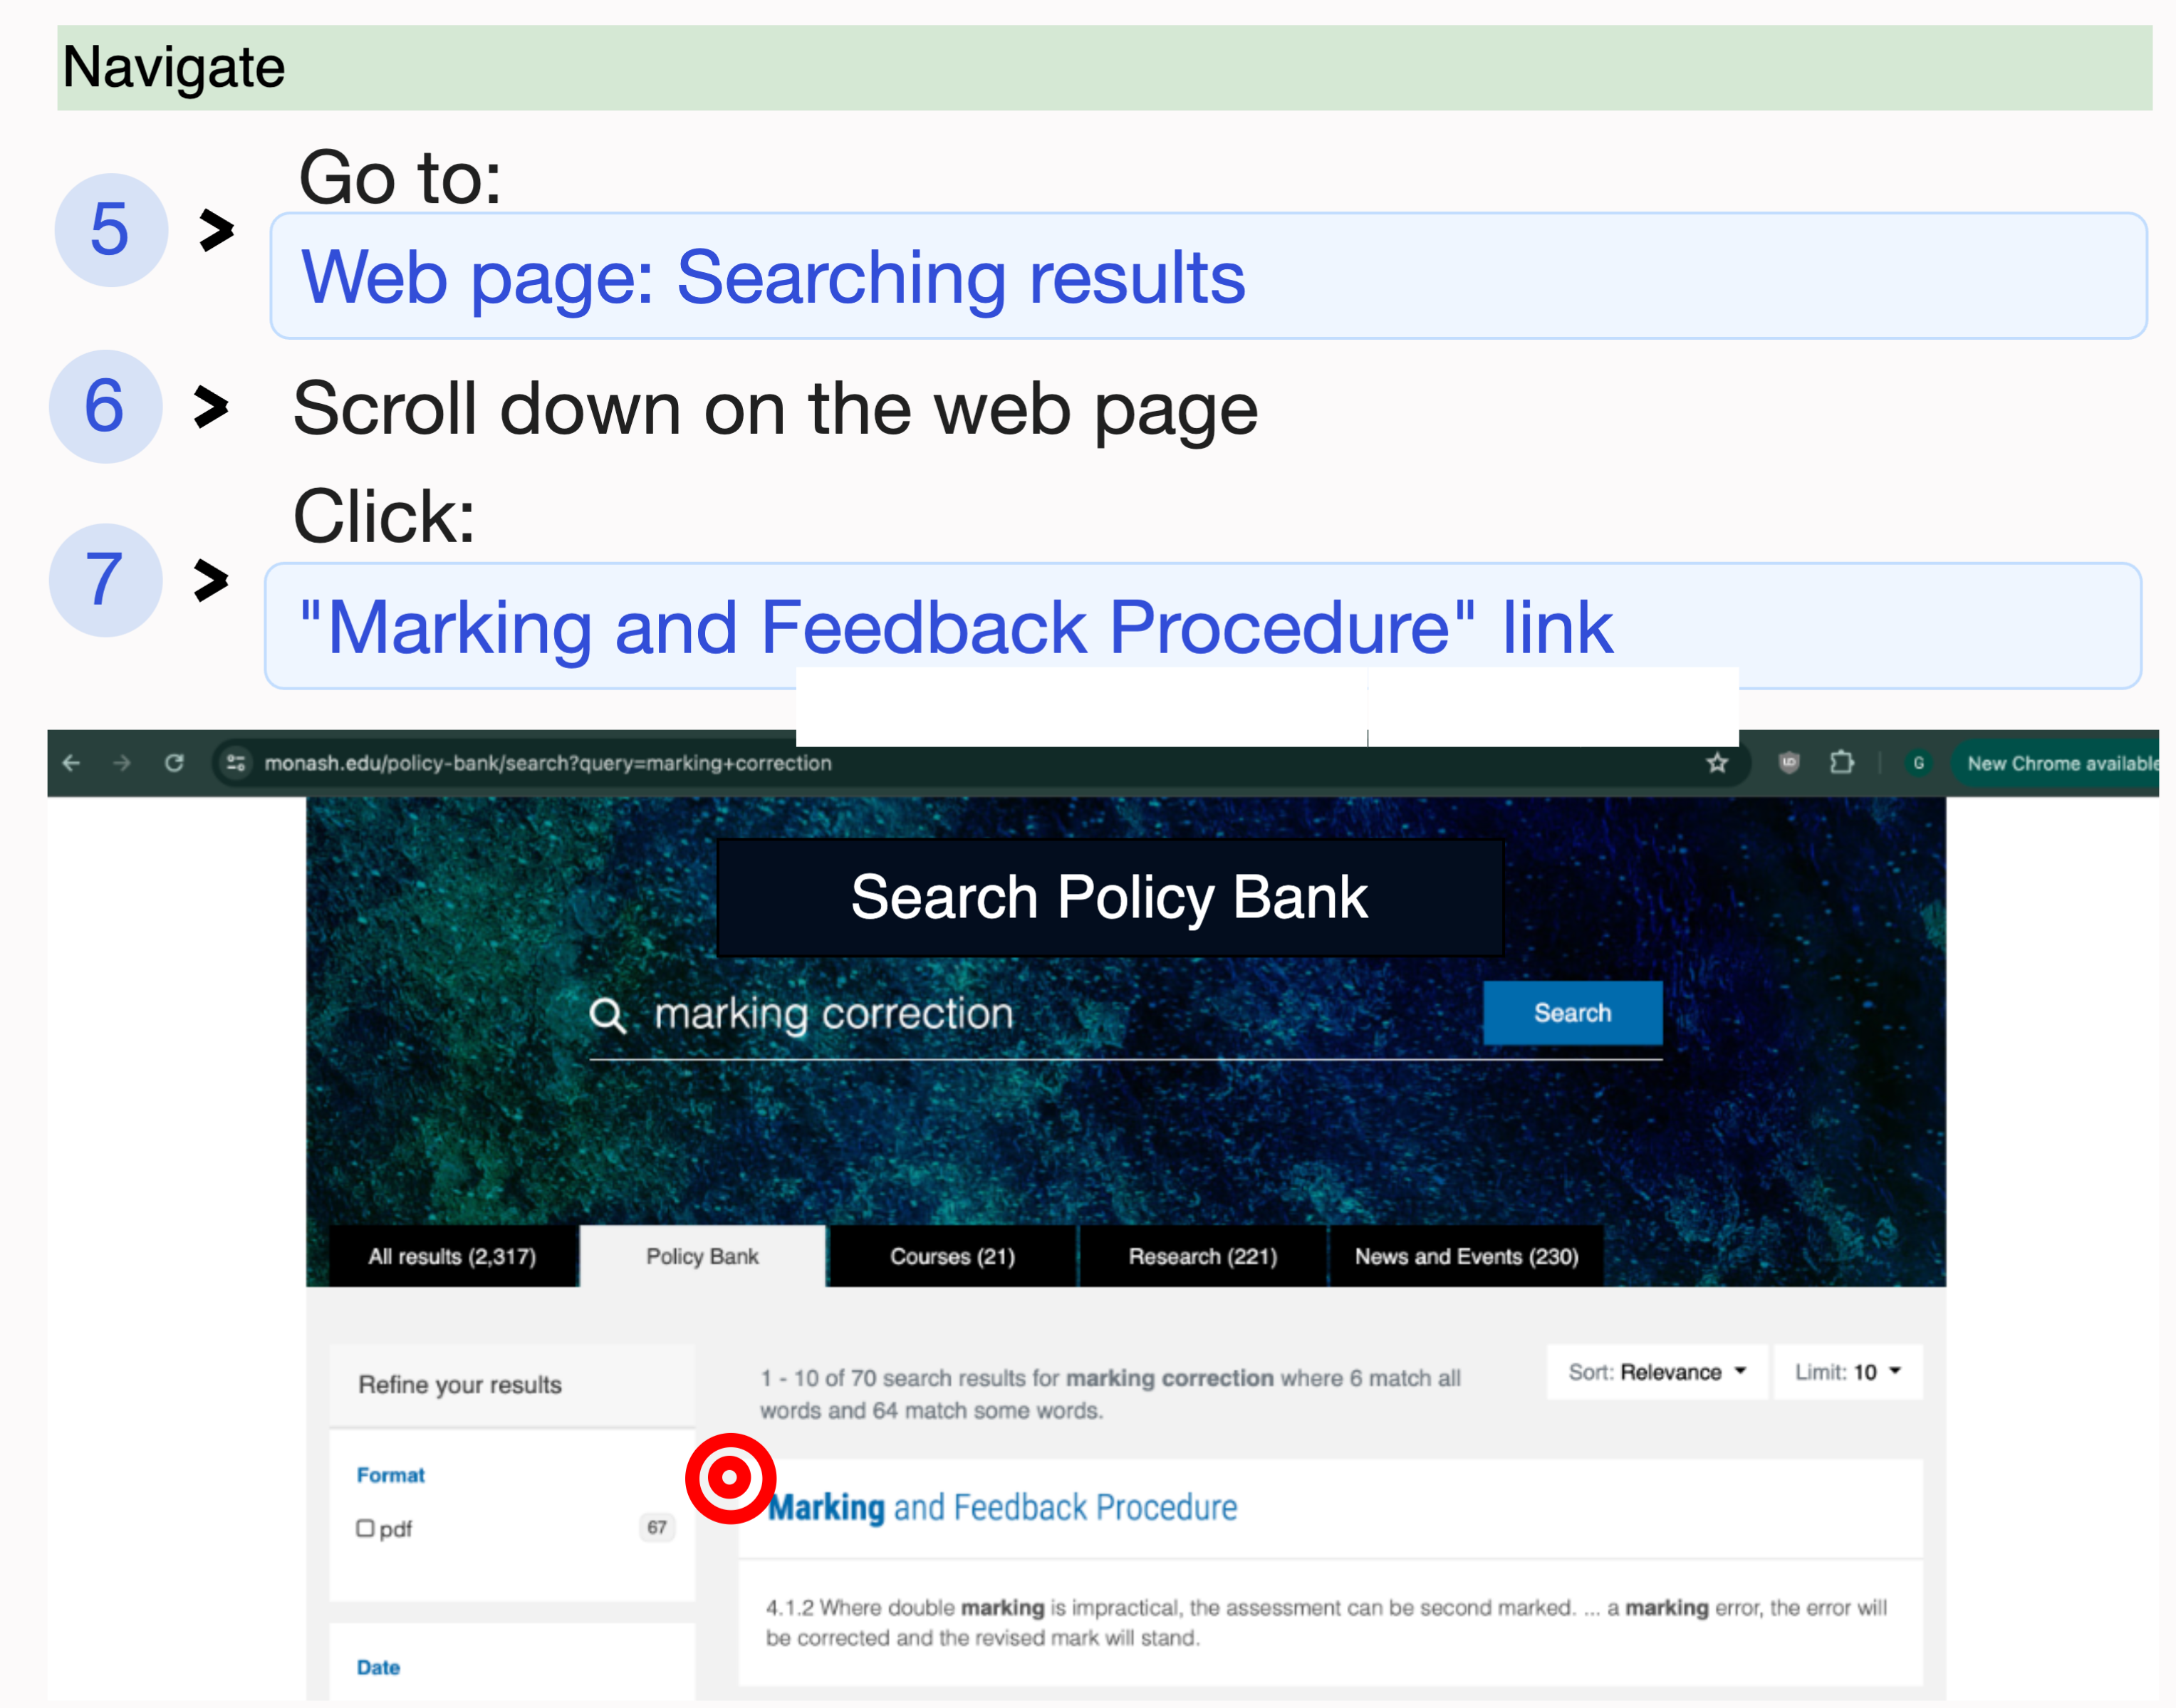 Navigate
5 > Go to:
Web page: Searching results
6 > Scroll down on the web page
7 > Click:
"Marking and Feedback Procedure" link
monash.edu/policy-bank/search?query=marking+correction
G
New Chrome available
Search Policy Bank
marking correction
Search
All results (2,317)
Policy Bank
Courses (21)
Research (221)
News and Events (230)
Refine your results
1 - 10 of 70 search results for marking correction where 6 match all
words and 64 match some words.
Sort: Relevance
Limit: 10
Format
pdf
67
Marking and Feedback Procedure
4.1.2 Where double marking is impractical, the assessment can be second marked. ... a marking error, the error will
be corrected and the revised mark will stand.
Date